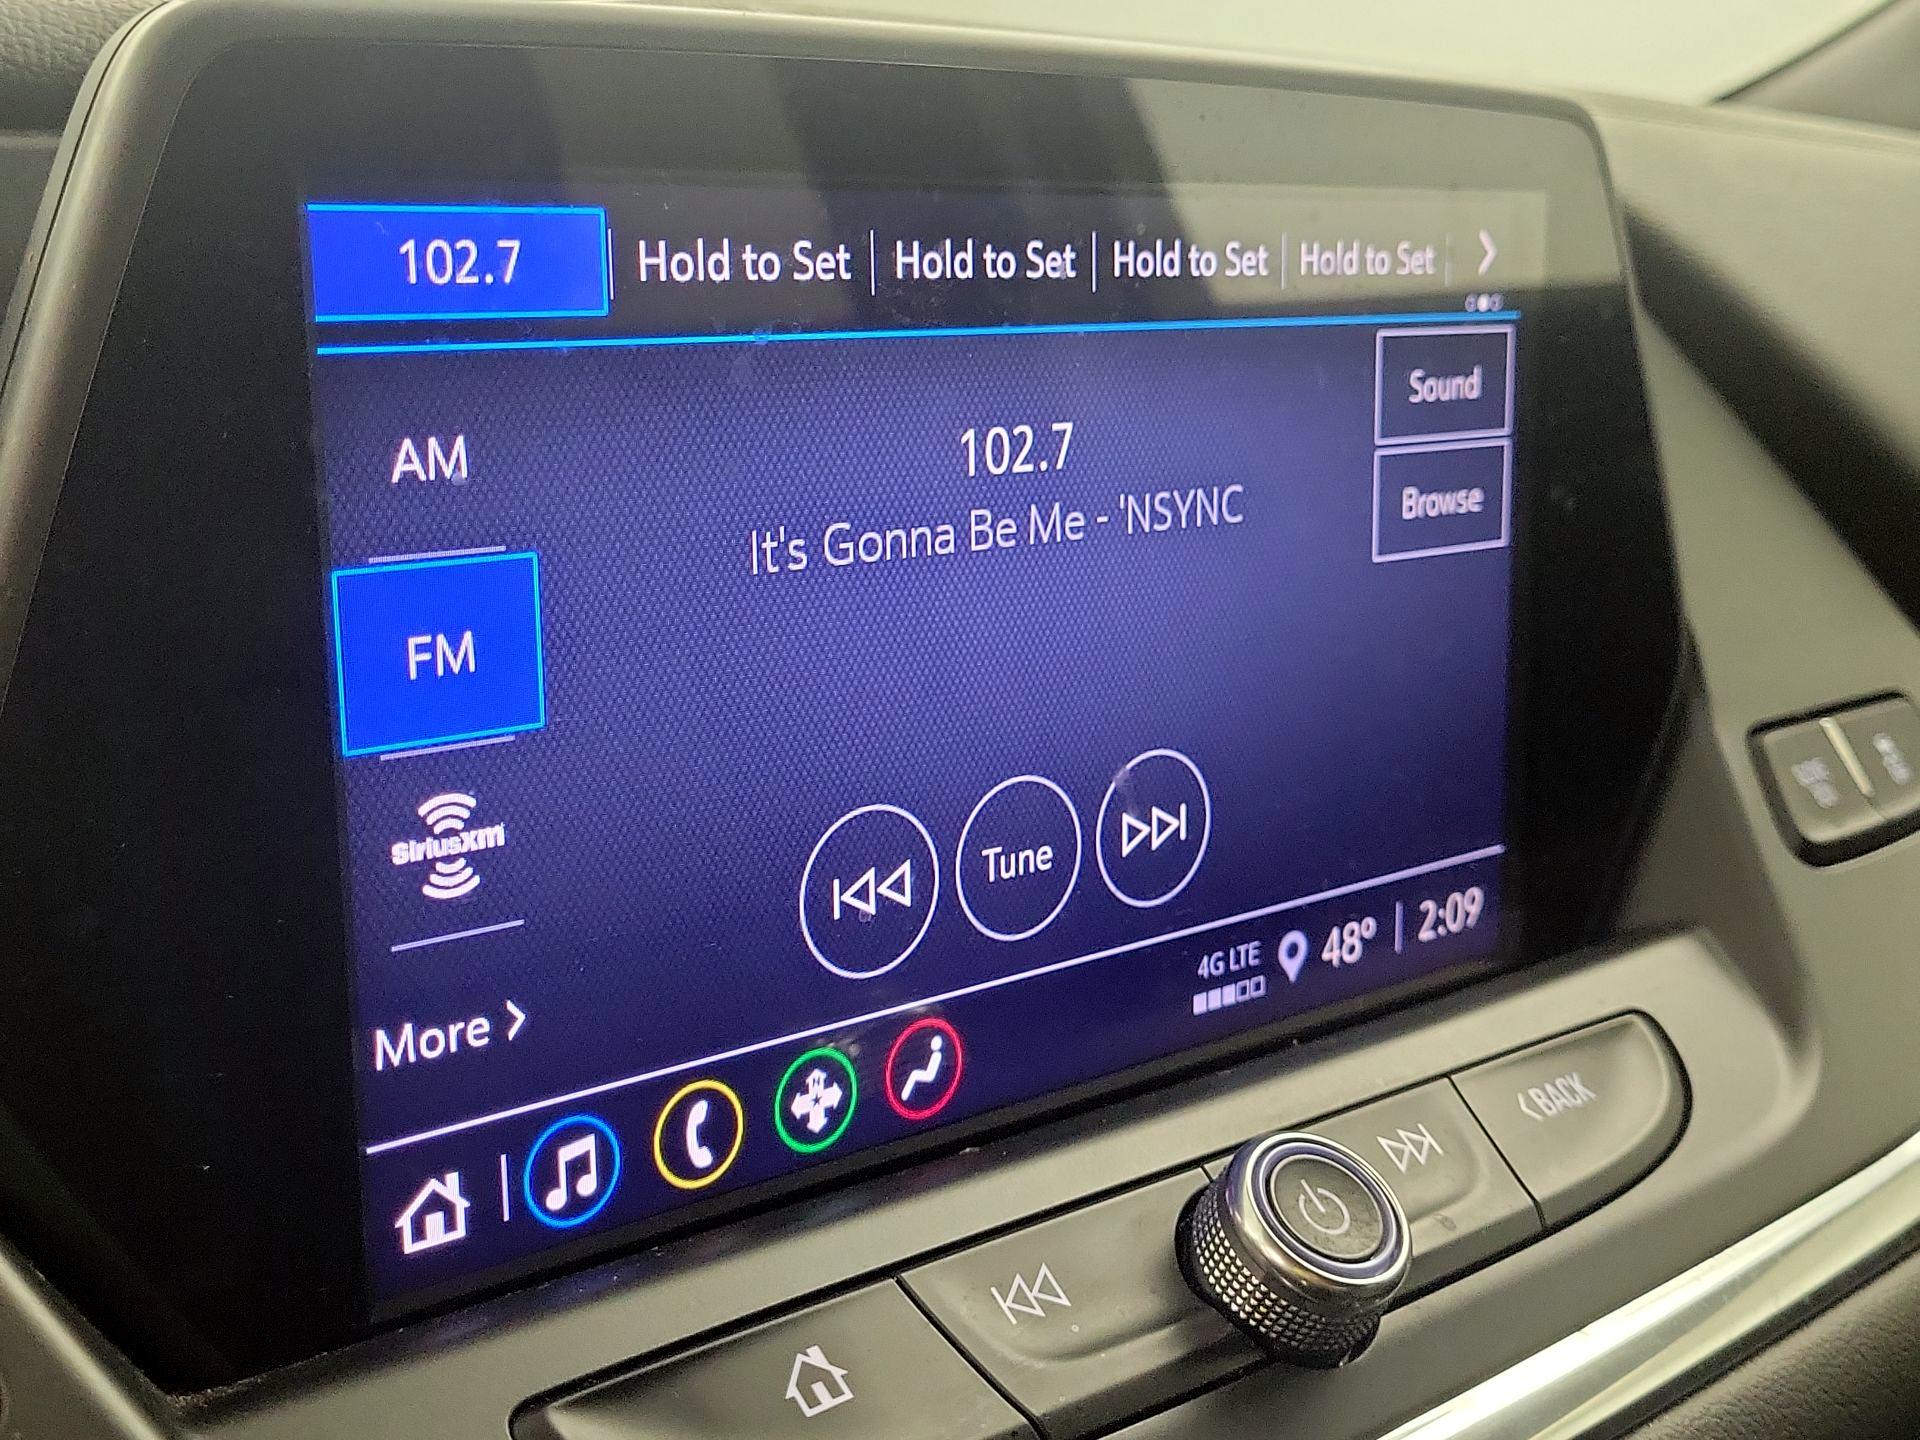 102.7 Hold to Set Hold to Set Hold to Set Hold to Set
Sound
AM
102.7
Browse
It's Gonna Be Me - 'NSYNC
FM
SiriusXM
Tune
4G LTE 48° 2:09
More
BACK